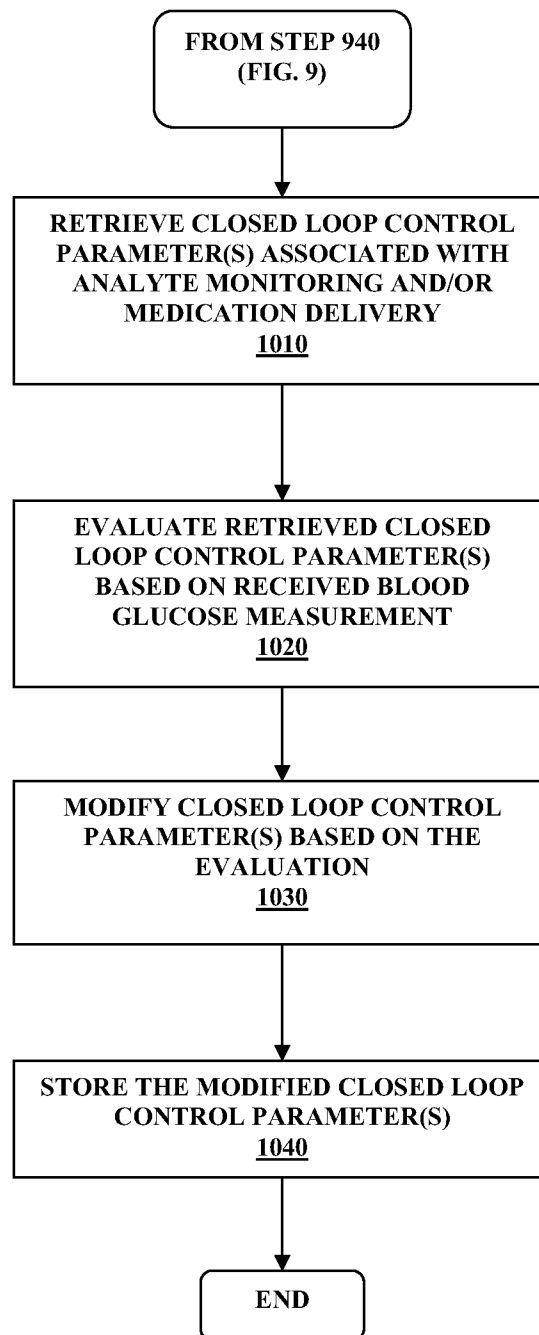 FROM STEP 940
(FIG. 9)
RETRIEVE CLOSED LOOP CONTROL
PARAMETER(S) ASSOCIATED WITH
ANALYTE MONITORING AND/OR
MEDICATION DELIVERY
1010
EVALUATE RETRIEVED CLOSED
LOOP CONTROL PARAMETER(S)
BASED ON RECEIVED BLOOD
GLUCOSE MEASUREMENT
1020
MODIFY CLOSED LOOP CONTROL
PARAMETER(S) BASED ON THE
EVALUATION
1030
STORE THE MODIFIED CLOSED LOOP
CONTROL PARAMETER(S)
1040
END